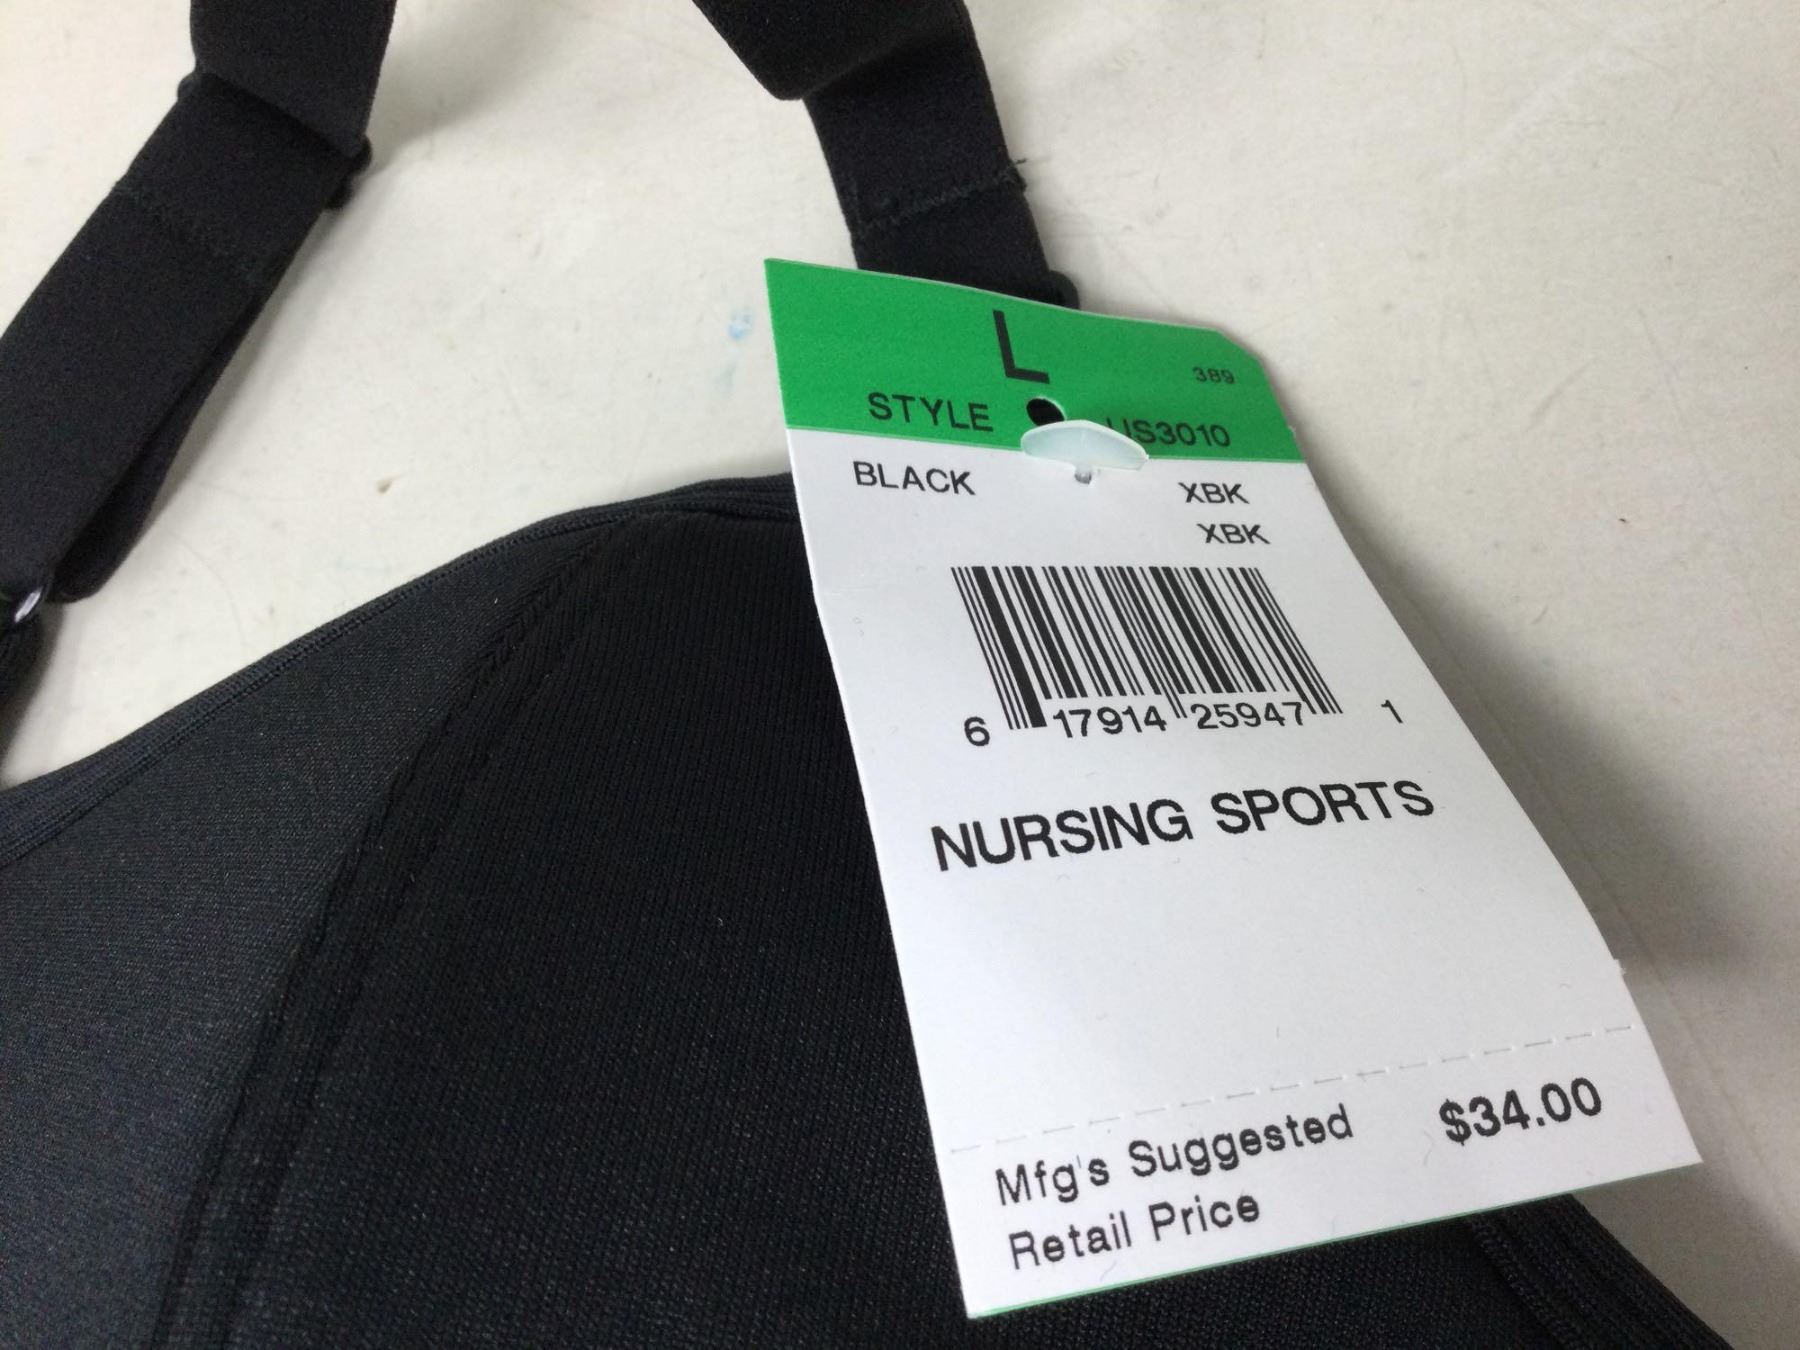 L
389
STYLE US3010
BLACK XBK
XBK
6 17914 25947 1
NURSING SPORTS
Mfg's Suggested $34.00
Retail Price